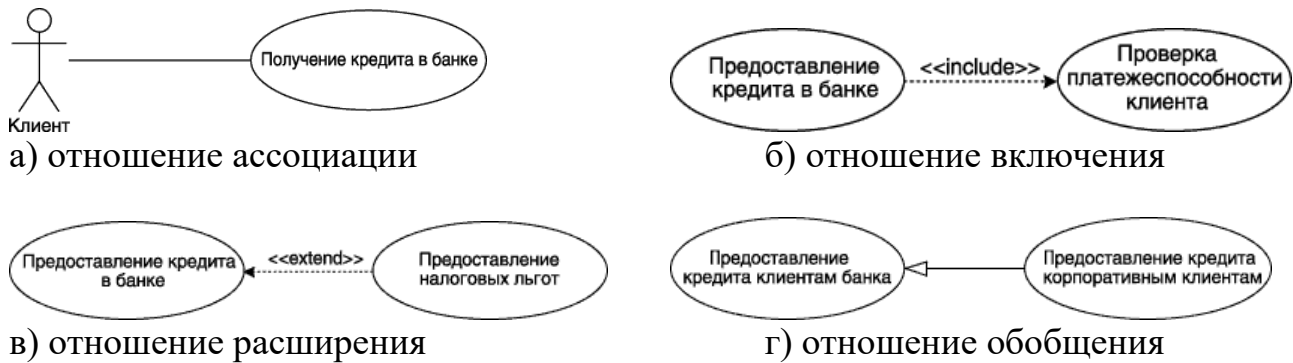 Клиент
Получение кредита в банке
а) отношение ассоциации
Предоставление
кредита в банке
<<include>>
Проверка
платежеспособности
клиента
б) отношение включения
Предоставление кредита
в банке
<<extend>>
Предоставление
налоговых льгот
в) отношение расширения
Предоставление
кредита клиентам банка
Предоставление кредита
корпоративным клиентам
г) отношение обобщения